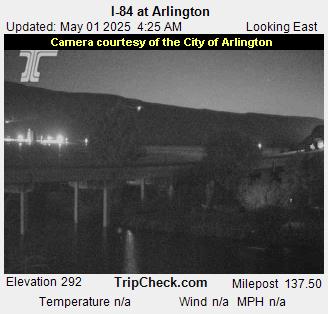 I-84 at Arlington
Updated: May 01 2025 4:25 AM Looking East
Camera courtesy of the City of Arlington
Elevation 292 TripCheck.com Milepost 137.50
Temperature n/a Wind n/a MPH n/a